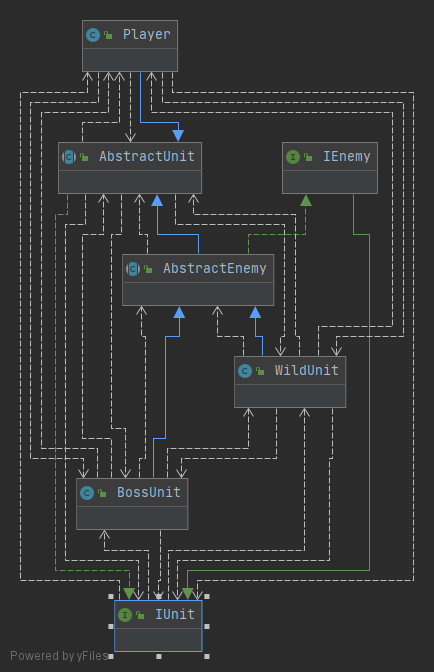 Player
AbstractUnit
IEnemy
AbstractEnemy
WildUnit
BossUnit
IUnit
Powered by yFiles